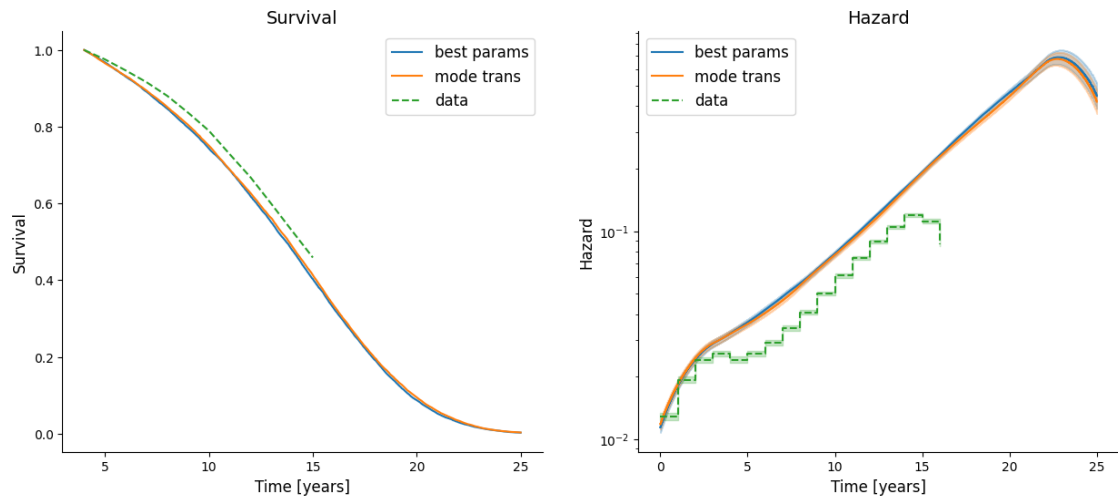 Survival
1.0
0.8
0.6
0.4
0.2
0.0
Survival
5
10
15
20
25
Time [years]
best params
mode trans
data
Hazard
10⁻¹
10⁻²
Hazard
0
5
10
15
20
25
Time [years]
best params
mode trans
data